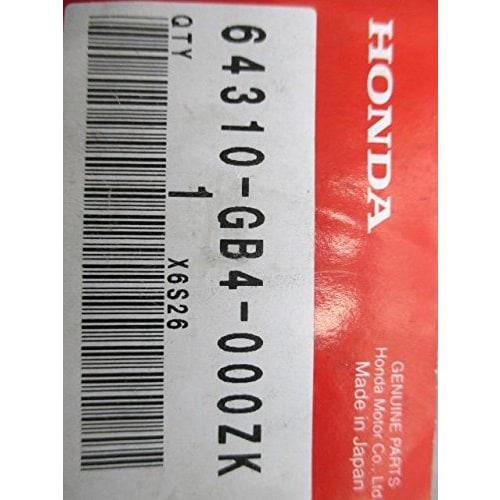 HONDA
GENUINE PARTS
Honda Motor Co., Ltd
Made in Japan
64310-GB4-000ZK
QTY 1 X6S26